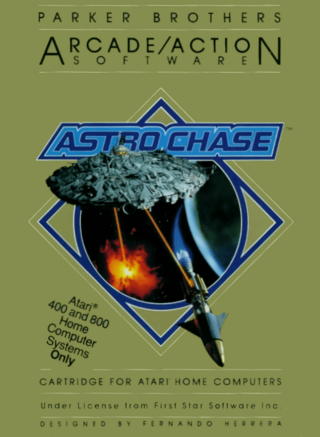 PARKER BROTHERS
ARCADE/ACTION
SOFTWARE
ASTRO CHASE™
Atari®
400 and 800
Home
Computer
Systems
Only
CARTRIDGE FOR ATARI HOME COMPUTERS
Under License from First Star Software Inc.
DESIGNED BY FERNANDO HERRERA